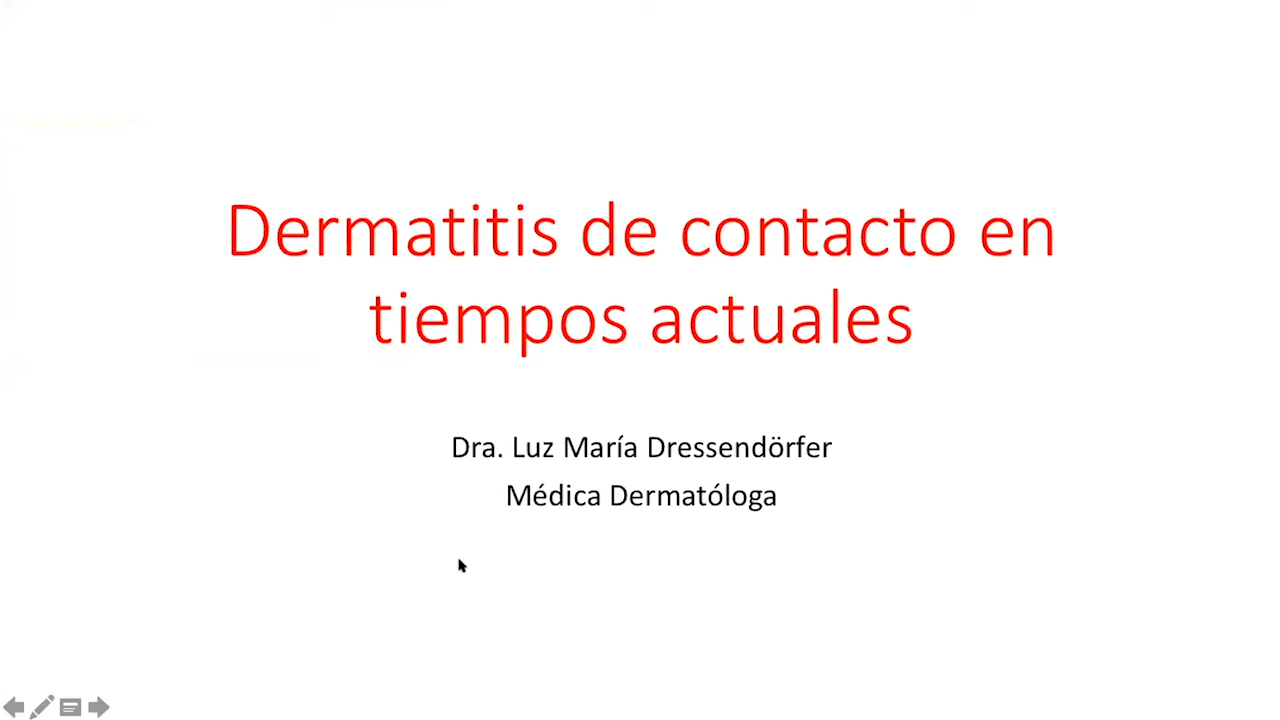 Dermatitis de contacto en
tiempos actuales
Dra. Luz María Dressendörfer
Médica Dermatóloga